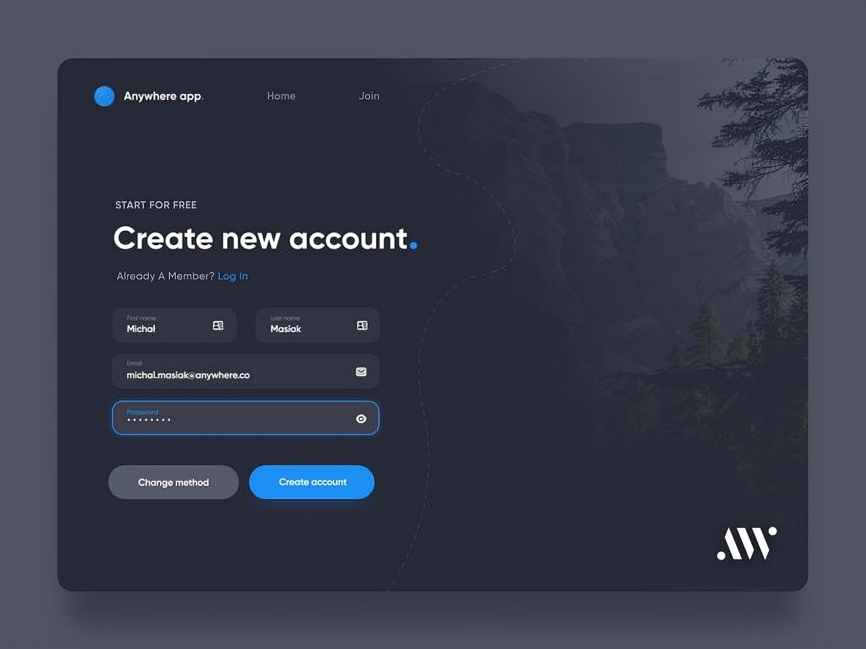 Anywhere app.
Home
Join
START FOR FREE
Create new account.
Already A Member? Log In
First name
Michał
Last name
Masiak
Email
michal.masiak@anywhere.co
Password
Change method
Create account
.AW